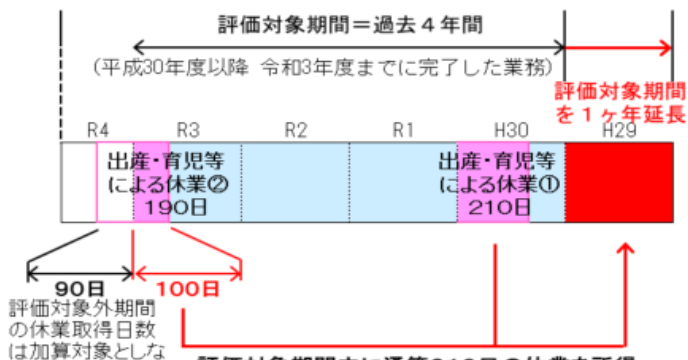 評価対象期間＝過去４年間
（平成30年度以降 令和3年度までに完了した業務）
評価対象期間
を１ヶ年延長
R4 R3 R2 R1 H30 H29
出産・育児等
による休業②
190日
出産・育児等
による休業①
210日
90日
100日
評価対象外期間
の休業取得日数
は加算対象としな